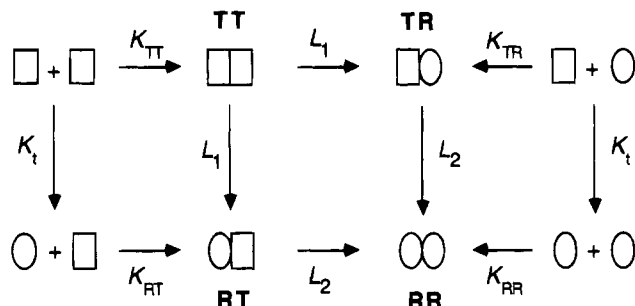 TT TR
K_TT L_1 K_TR
+ +
K_t L_1 L_2 K_t
+ +
K_RT L_2 K_RR
RT RR